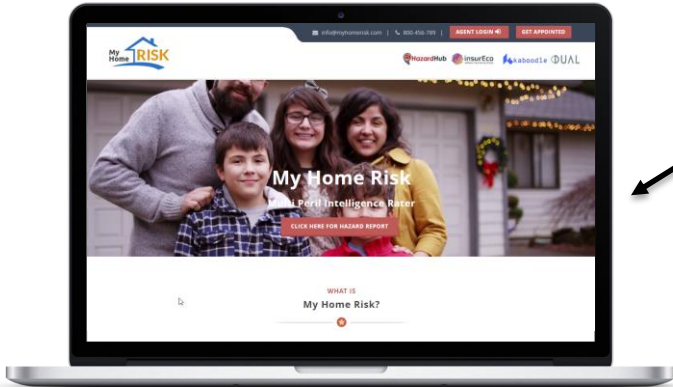 info@myhomerisk.com | 800-456-789 | AGENT LOGIN GET APPOINTED
My Home RISK
HazardHub insurEco kaboodle DUAL
My Home Risk
Multi Peril Intelligence Rater
CLICK HERE FOR HAZARD REPORT
WHAT IS
My Home Risk?